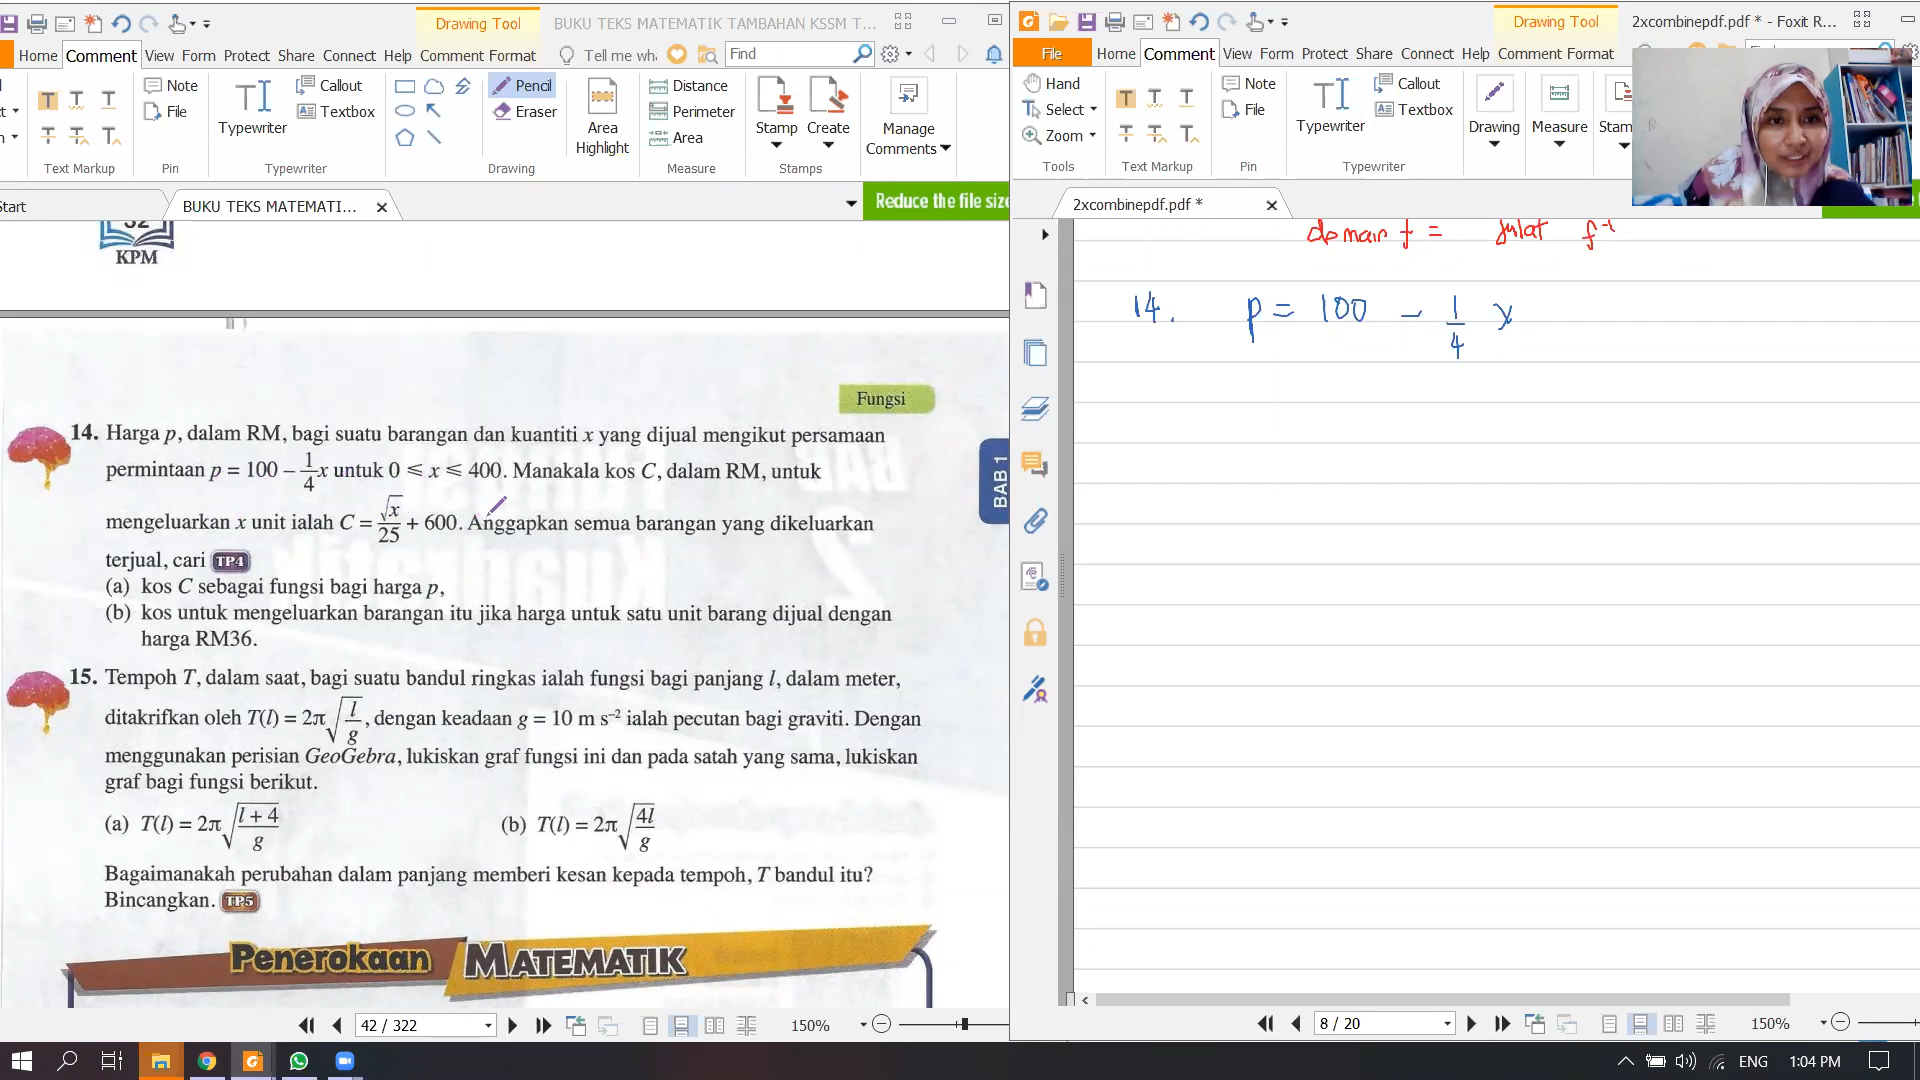 Drawing Tool
BUKU TEKS MATEMATIK TAMBAHAN KSSM T...
Home Comment View Form Protect Share Connect Help Comment Format Tell me wh Find
Note
File
Typewriter
Callout
Textbox
Pencil
Eraser
Area Highlight
Distance
Perimeter
Area
Stamp
Create
Manage Comments
Text Markup Pin Typewriter Drawing Measure Stamps Comments
Start
BUKU TEKS MATEMATI...
Reduce the file size
KPM
Fungsi
BAB 1
14. Harga p, dalam RM, bagi suatu barangan dan kuantiti x yang dijual mengikut persamaan
permintaan p = 100 – 1/4 x untuk 0 ⩽ x ⩽ 400. Manakala kos C, dalam RM, untuk
mengeluarkan x unit ialah C = √x/25 + 600. Anggapkan semua barangan yang dikeluarkan
terjual, cari TP4
(a) kos C sebagai fungsi bagi harga p,
(b) kos untuk mengeluarkan barangan itu jika harga untuk satu unit barang dijual dengan
harga RM36.
15. Tempoh T, dalam saat, bagi suatu bandul ringkas ialah fungsi bagi panjang l, dalam meter,
ditakrifkan oleh T(l) = 2π√(l/g), dengan keadaan g = 10 m s⁻² ialah pecutan bagi graviti. Dengan
menggunakan perisian GeoGebra, lukiskan graf fungsi ini dan pada satah yang sama, lukiskan
graf bagi fungsi berikut.
(a) T(l) = 2π√((l + 4)/g) (b) T(l) = 2π√(4l/g)
Bagaimanakah perubahan dalam panjang memberi kesan kepada tempoh, T bandul itu?
Bincangkan. TP5
Penerokaan MATEMATIK
42 / 322
150%
Drawing Tool
2xcombinepdf.pdf * - Foxit R...
File Home Comment View Form Protect Share Connect Help Comment Format
Hand
Select
Zoom
Note
File
Typewriter
Callout
Textbox
Drawing
Measure
Stam
Tools Text Markup Pin Typewriter
2xcombinepdf.pdf *
domain f = julat f⁻¹
14. p = 100 – 1/4 x
8 / 20
150%
ENG 1:04 PM